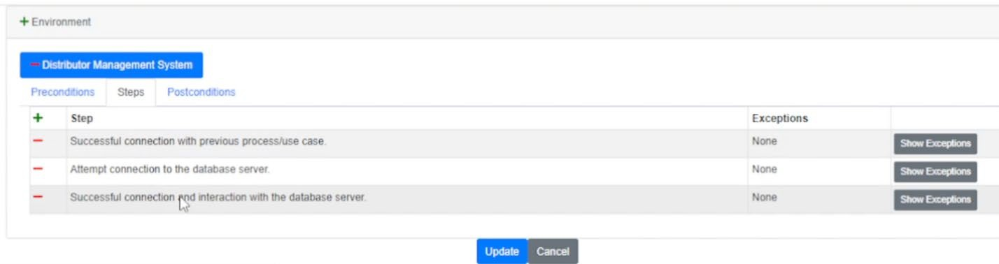 Environment
Distributor Management System
Preconditions Steps Postconditions
Step Exceptions
Successful connection with previous process/use case. None Show Exceptions
Attempt connection to the database server. None Show Exceptions
Successful connection and interaction with the database server. None Show Exceptions
Update Cancel